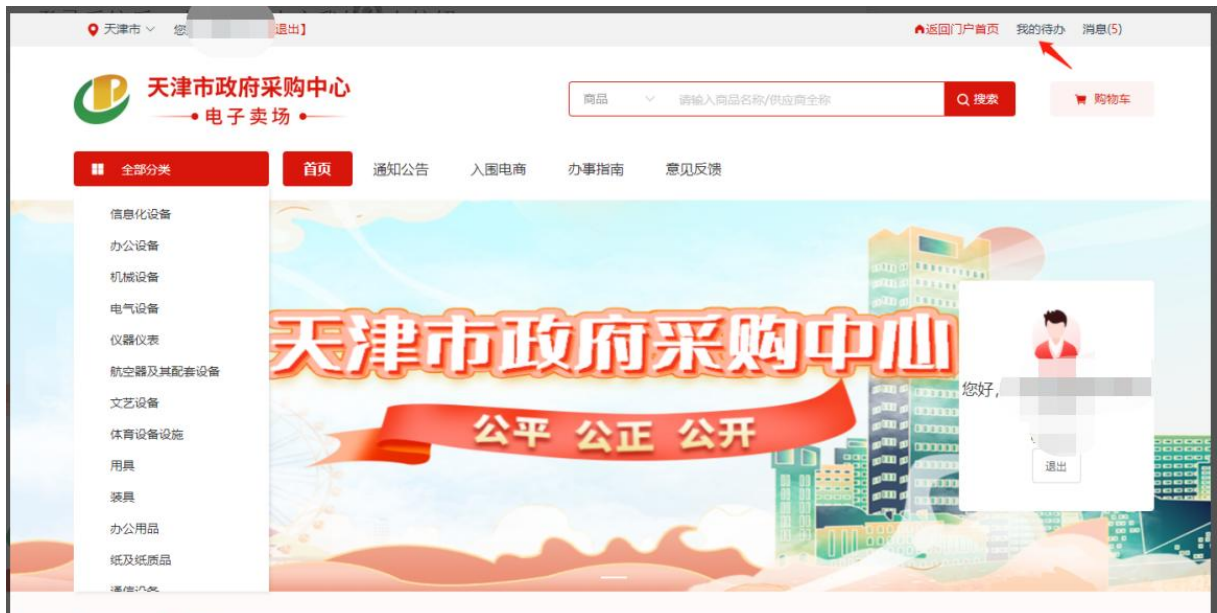 天津市 您 退出】 返回门户首页 我的待办 消息(5)
天津市政府采购中心
电子卖场
商品 请输入商品名称/供应商全称 搜索 购物车
全部分类 首页 通知公告 入围电商 办事指南 意见反馈
信息化设备
办公设备
机械设备
电气设备
仪器仪表
航空器及其配套设备
文艺设备
体育设备设施
用具
装具
办公用品
纸及纸质品
通信设备
天津市政府采购中心
公平 公正 公开
您好,
退出